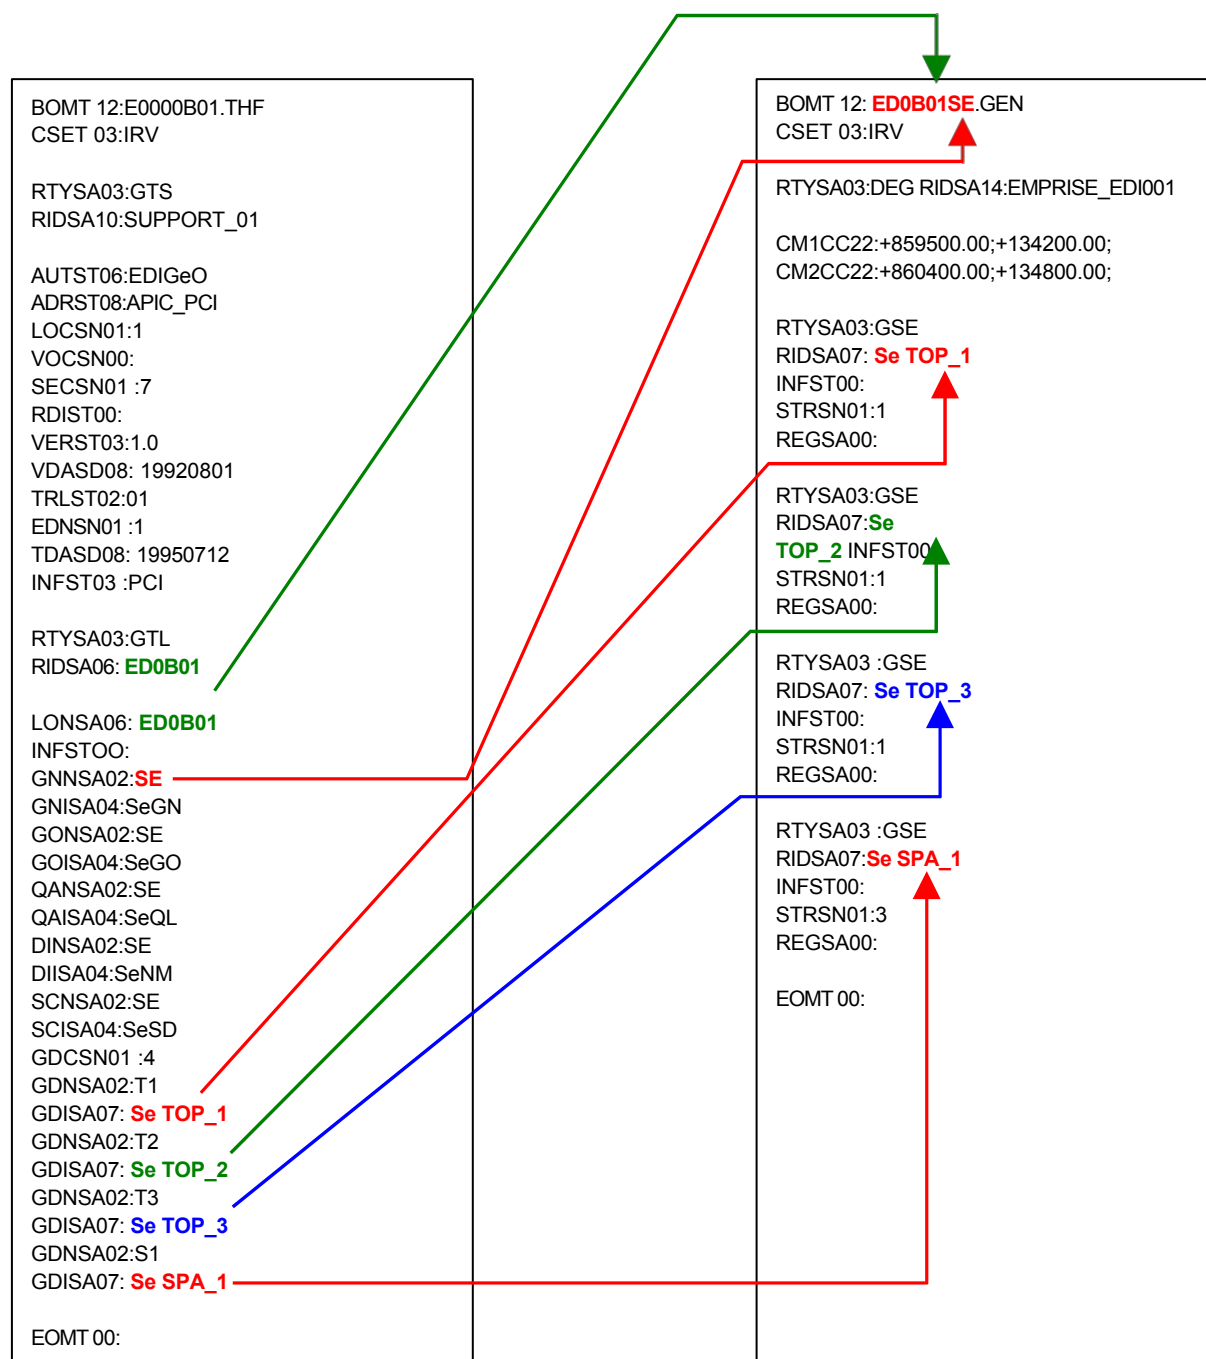 BOMT 12:E0000B01.THF
CSET 03:IRV
RTYSA03:GTS
RIDSA10:SUPPORT_01
AUTST06:EDIGeO
ADRST08:APIC_PCI
LOCSN01:1
VOCSN00:
SECSN01 :7
RDIST00:
VERST03:1.0
VDASD08: 19920801
TRLST02:01
EDNSN01 :1
TDASD08: 19950712
INFST03 :PCI
RTYSA03:GTL
RIDSA06: ED0B01
LONSA06: ED0B01
INFSTOO:
GNNSA02:SE
GNISA04:SeGN
GONSA02:SE
GOISA04:SeGO
QANSA02:SE
QAISA04:SeQL
DINSA02:SE
DIISA04:SeNM
SCNSA02:SE
SCISA04:SeSD
GDCSN01 :4
GDNSA02:T1
GDISA07: Se TOP_1
GDNSA02:T2
GDISA07: Se TOP_2
GDNSA02:T3
GDISA07: Se TOP_3
GDNSA02:S1
GDISA07: Se SPA_1
EOMT 00:
BOMT 12: ED0B01SE.GEN
CSET 03:IRV
RTYSA03:DEG RIDSA14:EMPRISE_EDI001
CM1CC22:+859500.00;+134200.00;
CM2CC22:+860400.00;+134800.00;
RTYSA03:GSE
RIDSA07: Se TOP_1
INFST00:
STRSN01:1
REGSA00:
RTYSA03:GSE
RIDSA07:Se
TOP_2 INFST00
STRSN01:1
REGSA00:
RTYSA03 :GSE
RIDSA07: Se TOP_3
INFST00:
STRSN01:1
REGSA00:
RTYSA03 :GSE
RIDSA07:Se SPA_1
INFST00:
STRSN01:3
REGSA00:
EOMT 00: